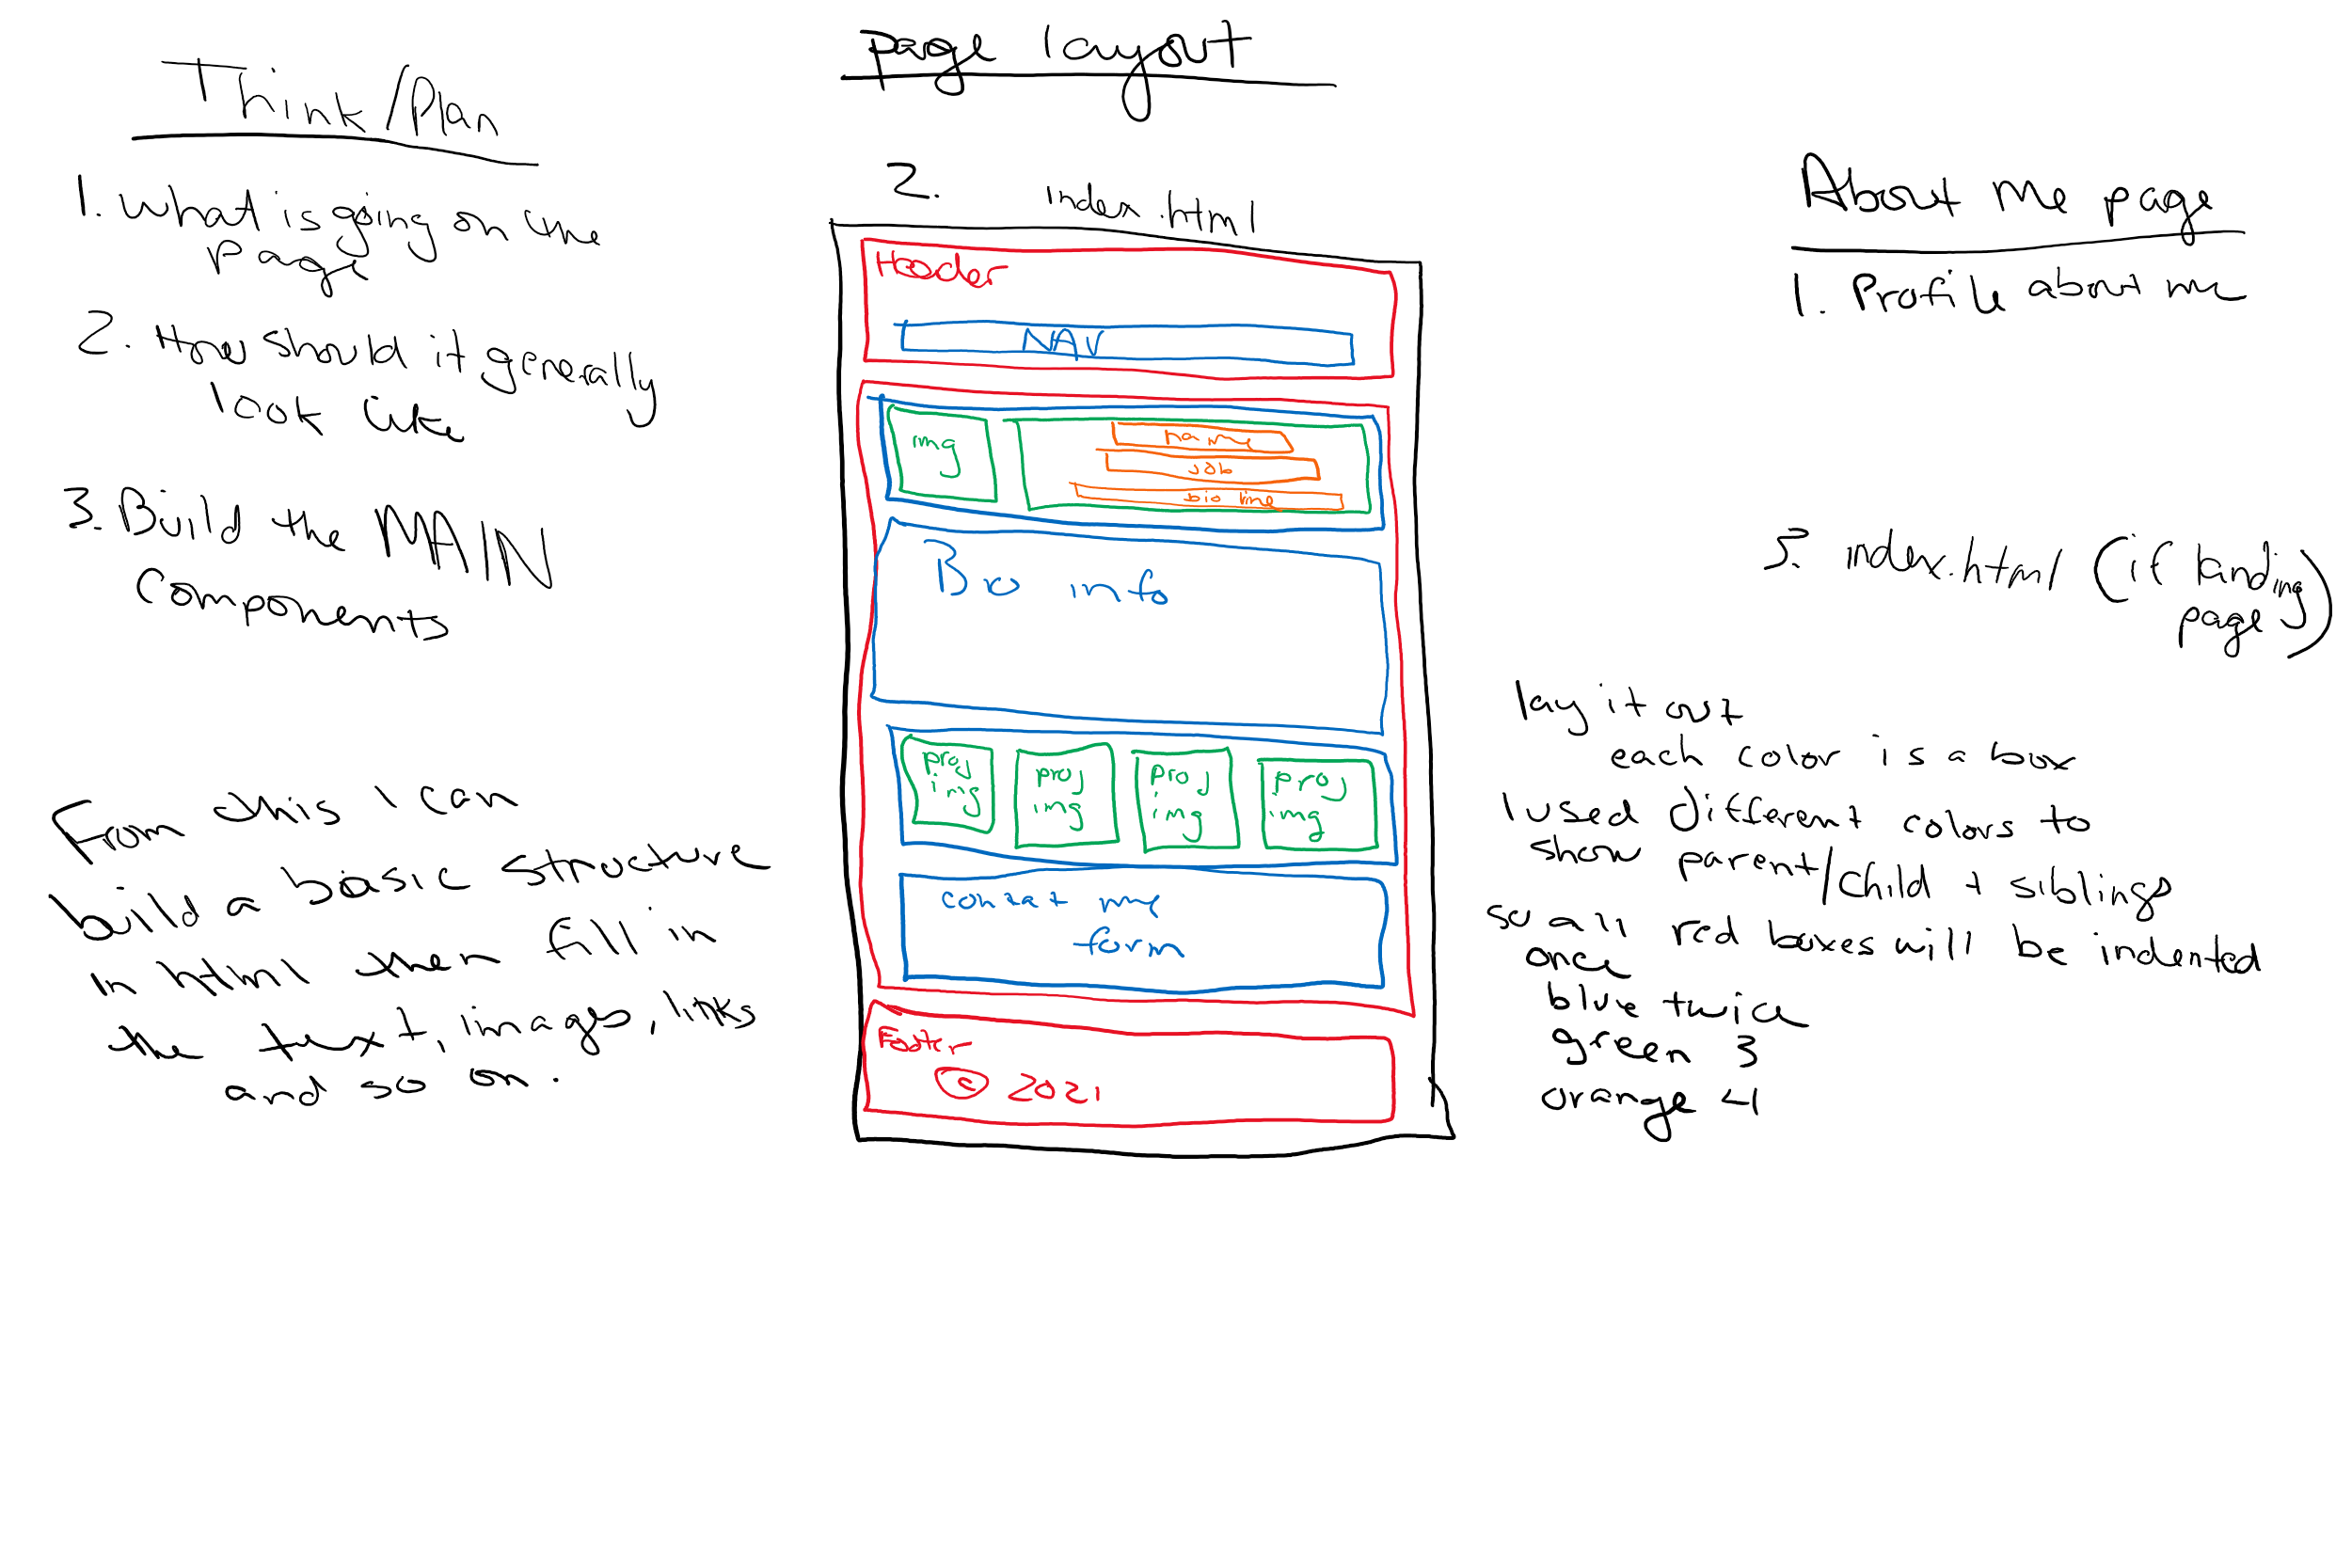 page layout
Think/Plan
1. What is going on the
page
2. How should it generally
look like
3. Build the MAIN
components
From this I can
build a basic structure
in html then fill in
the text, images, links
and so on.
2.
index.html
Header
NAV
img
name
job
bio line
Bio info
proj
img
proj
img
proj
img
proj
img
contact me
form
Footer
© 2021
About me page
1. Profile about me
3. index.html (if landing
page)
lay it out
each color is a box
I used different colors to
show parent/child + siblings
so all red boxes will be indented
once
blue twice
green 3
orange 4